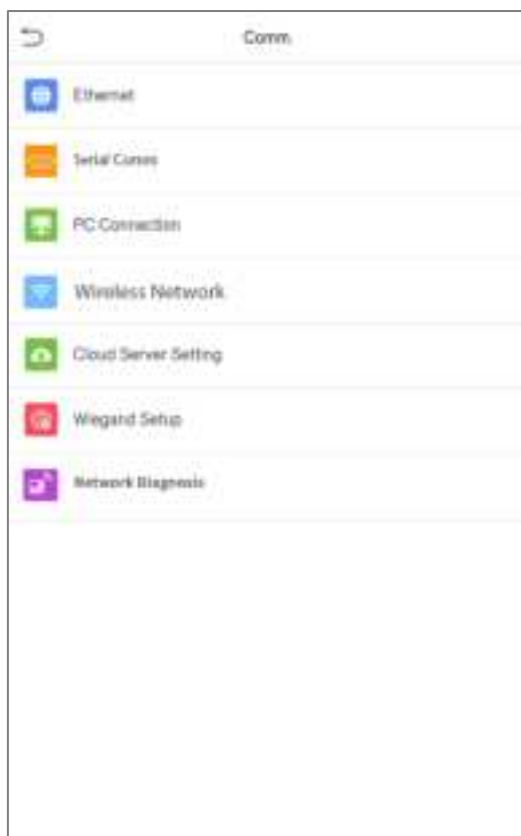 Comm.
Ethernet
Serial Comm
PC Connection
Wireless Network
Cloud Server Setting
Wiegand Setup
Network Diagnosis